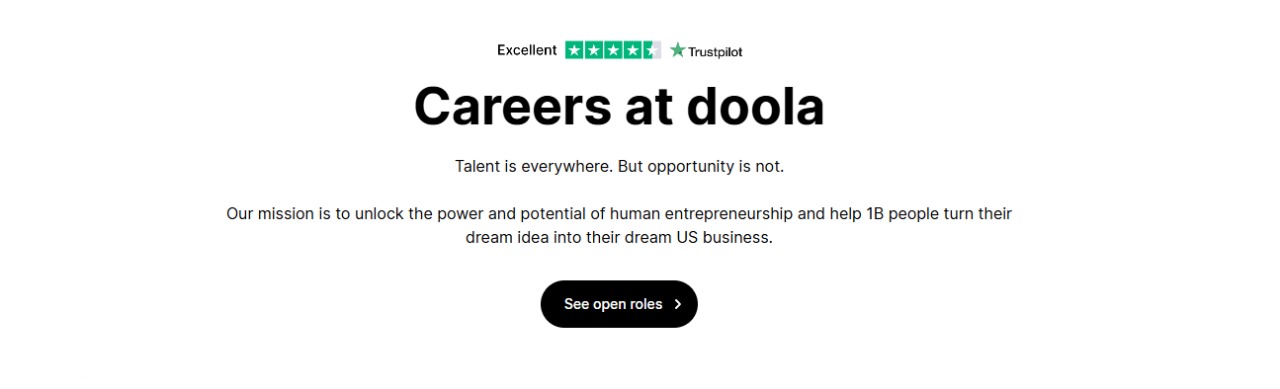 Excellent Trustpilot
Careers at doola
Talent is everywhere. But opportunity is not.
Our mission is to unlock the power and potential of human entrepreneurship and help 1B people turn their
dream idea into their dream US business.
See open roles